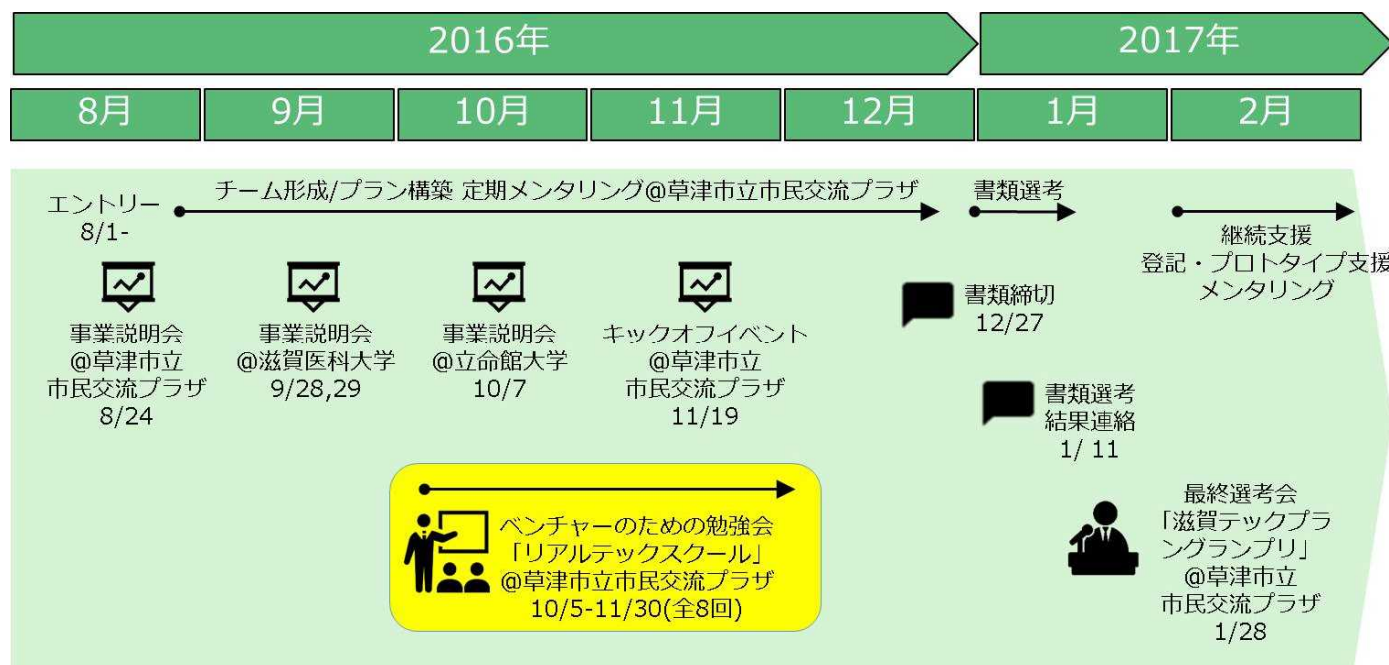 2016年
2017年
8月
9月
10月
11月
12月
1月
2月
エントリー
8/1-
チーム形成/プラン構築 定期メンタリング@草津市立市民交流プラザ
書類選考
継続支援
登記・プロトタイプ支援
メンタリング
事業説明会
@草津市立
市民交流プラザ
8/24
事業説明会
@滋賀医科大学
9/28,29
事業説明会
@立命館大学
10/7
キックオフイベント
@草津市立
市民交流プラザ
11/19
書類締切
12/27
書類選考
結果連絡
1/ 11
ベンチャーのための勉強会
「リアルテックスクール」
@草津市立市民交流プラザ
10/5-11/30(全8回)
最終選考会
「滋賀テックプラ
ングランプリ」
@草津市立
市民交流プラザ
1/28